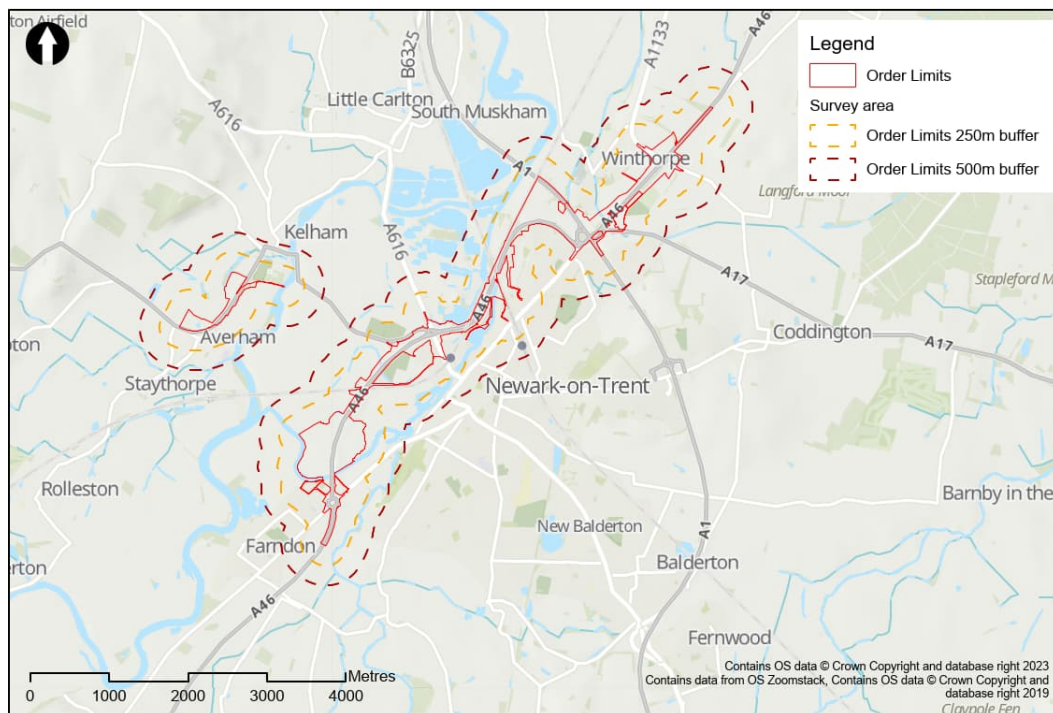 ton Airfield
A46
B6325
A1133
Legend
Order Limits
Survey area
Order Limits 250m buffer
Order Limits 500m buffer
Little Carlton
South Muskham
A616
A1
Winthorpe
Langford Moor
A46
Kelham
A616
A17
Stapleford M
A46
Averham
Coddington
A17
Staythorpe
Newark-on-Trent
A46
Rolleston
Barnby in the
New Balderton
A1
Farndon
Balderton
erton
A46
Fernwood
Contains OS data © Crown Copyright and database right 2023
Contains data from OS Zoomstack, Contains OS data © Crown Copyright and
database right 2019
Metres
0 1000 2000 3000 4000
Claypole Fen